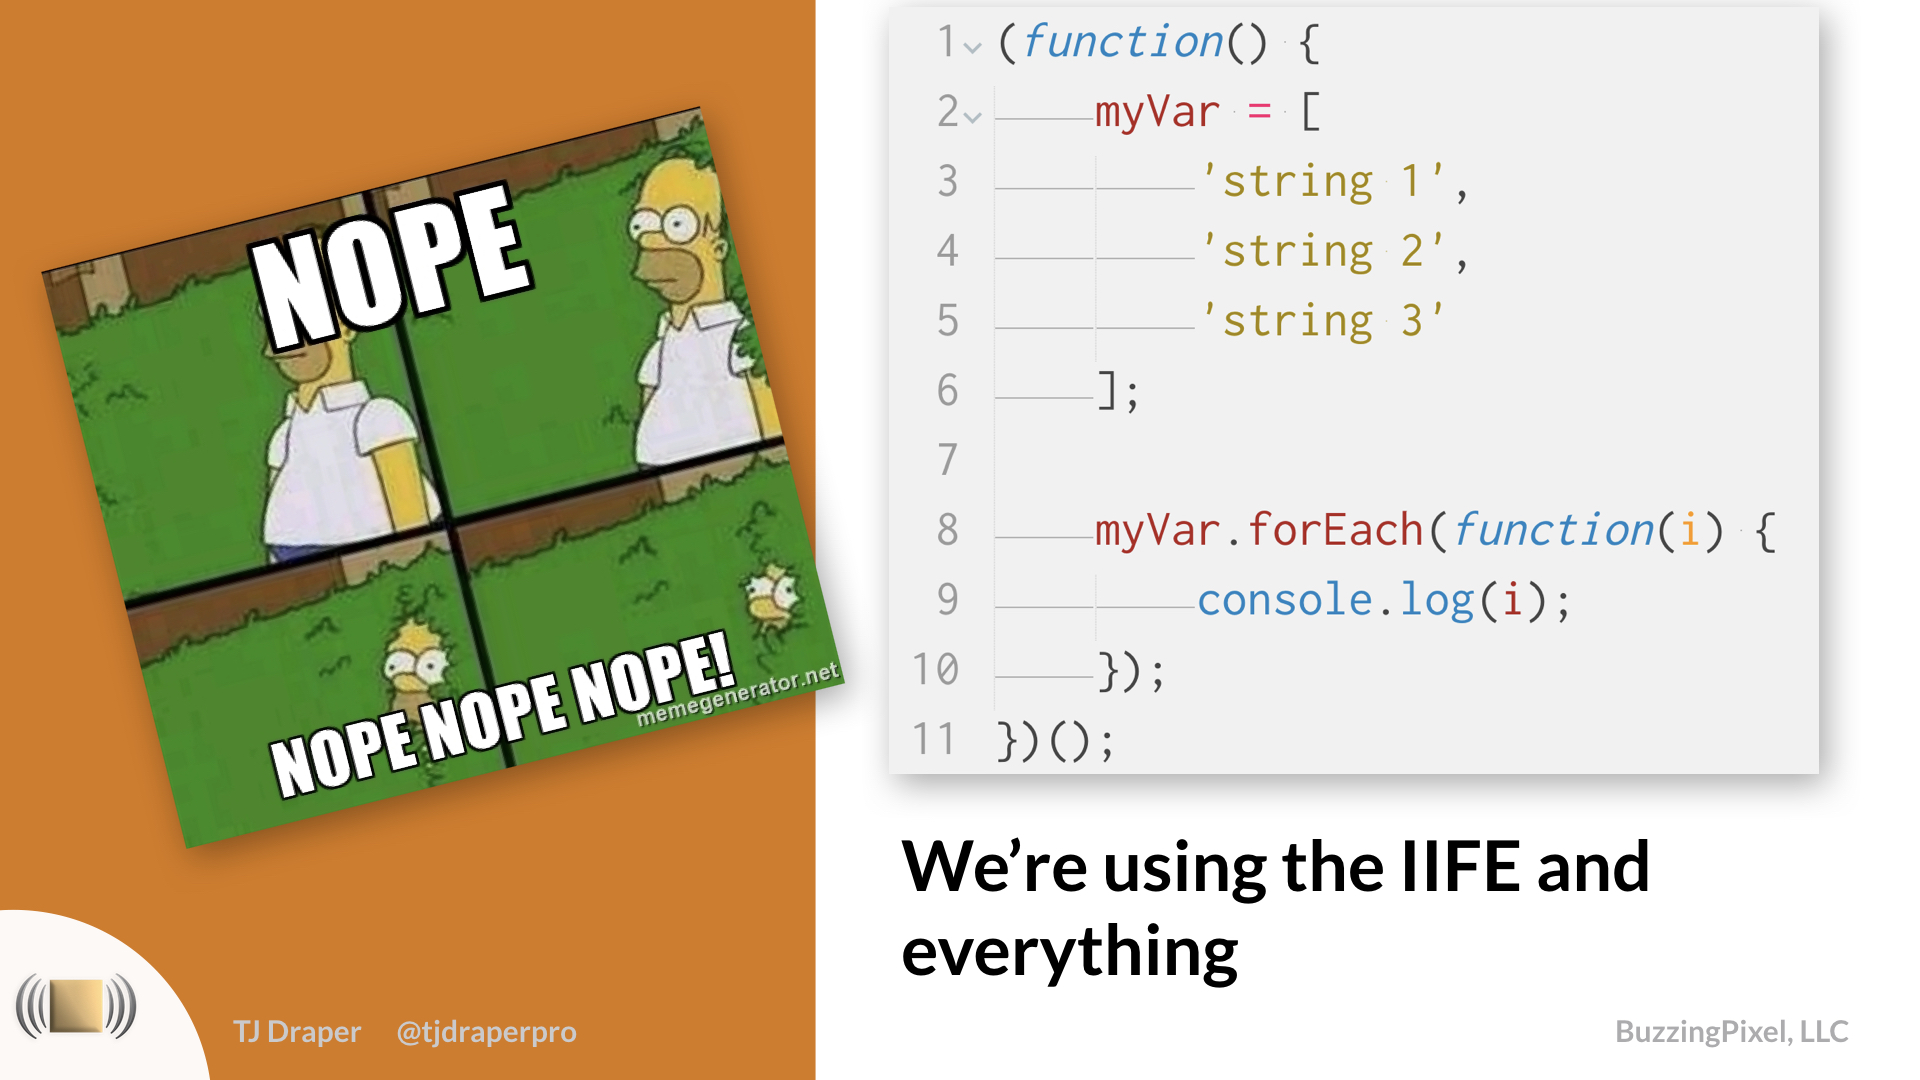 NOPE
NOPE NOPE NOPE!
memegenerator.net
1 (function() {
2 myVar = [
3 'string 1',
4 'string 2',
5 'string 3'
6 ];
7
8 myVar.forEach(function(i) {
9 console.log(i);
10 });
11 })();
We’re using the IIFE and
everything
TJ Draper @tjdraperpro
BuzzingPixel, LLC